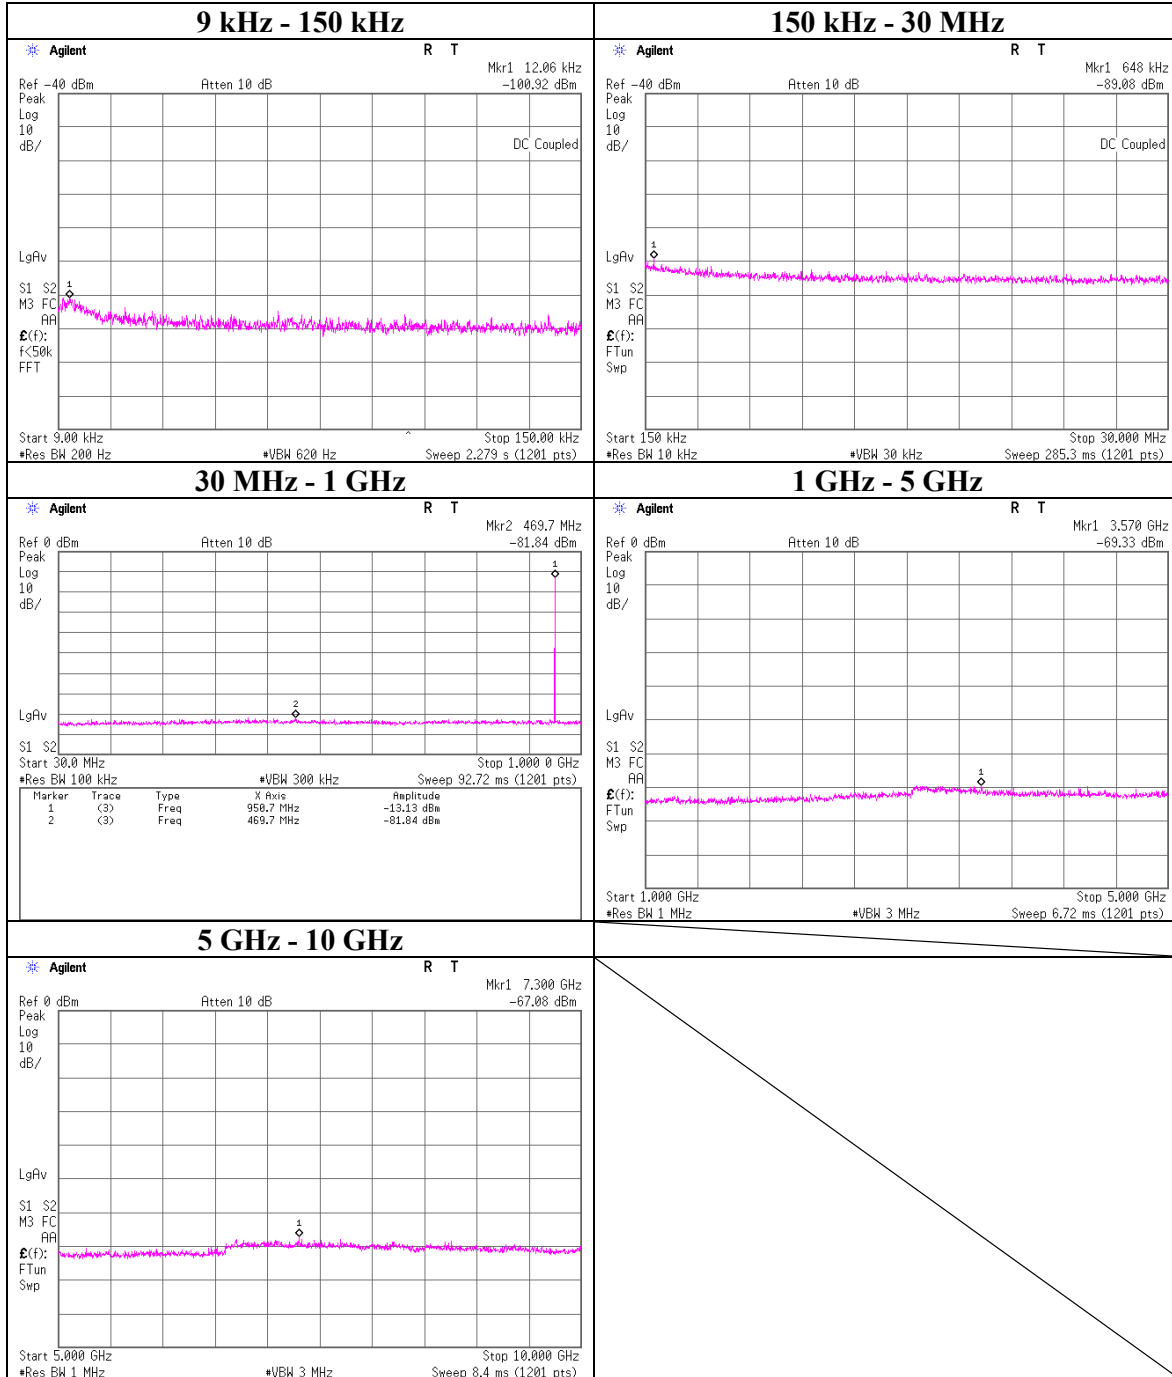 9 kHz - 150 kHz
Agilent R T
Mkr1 12.06 kHz
Ref -40 dBm Atten 10 dB -100.92 dBm
Peak
Log
10
dB/
DC Coupled
LgAv
1
S1 S2
M3 FC
AA
£(f):
f<50k
FFT
Start 9.00 kHz ^ Stop 150.00 kHz
#Res BW 200 Hz #VBW 620 Hz Sweep 2.279 s (1201 pts)
150 kHz - 30 MHz
Agilent R T
Mkr1 648 kHz
Ref -40 dBm Atten 10 dB -89.08 dBm
Peak
Log
10
dB/
DC Coupled
1
LgAv
S1 S2
M3 FC
AA
£(f):
FTun
Swp
Start 150 kHz Stop 30.000 MHz
#Res BW 10 kHz #VBW 30 kHz Sweep 285.3 ms (1201 pts)
30 MHz - 1 GHz
Agilent R T
Mkr2 469.7 MHz
Ref 0 dBm Atten 10 dB -81.84 dBm
Peak
1
Log
10
dB/
2
LgAv
S1 S2
Start 30.0 MHz Stop 1.000 0 GHz
#Res BW 100 kHz #VBW 300 kHz Sweep 92.72 ms (1201 pts)
Marker Trace Type X Axis Amplitude
1 (3) Freq 950.7 MHz -13.13 dBm
2 (3) Freq 469.7 MHz -81.84 dBm
1 GHz - 5 GHz
Agilent R T
Mkr1 3.570 GHz
Ref 0 dBm Atten 10 dB -69.33 dBm
Peak
Log
10
dB/
LgAv
S1 S2
M3 FC
1
AA
£(f):
FTun
Swp
Start 1.000 GHz Stop 5.000 GHz
#Res BW 1 MHz #VBW 3 MHz Sweep 6.72 ms (1201 pts)
5 GHz - 10 GHz
Agilent R T
Mkr1 7.300 GHz
Ref 0 dBm Atten 10 dB -67.08 dBm
Peak
Log
10
dB/
LgAv
S1 S2
M3 FC
1
AA
£(f):
FTun
Swp
Start 5.000 GHz Stop 10.000 GHz
#Res BW 1 MHz #VBW 3 MHz Sweep 8.4 ms (1201 pts)